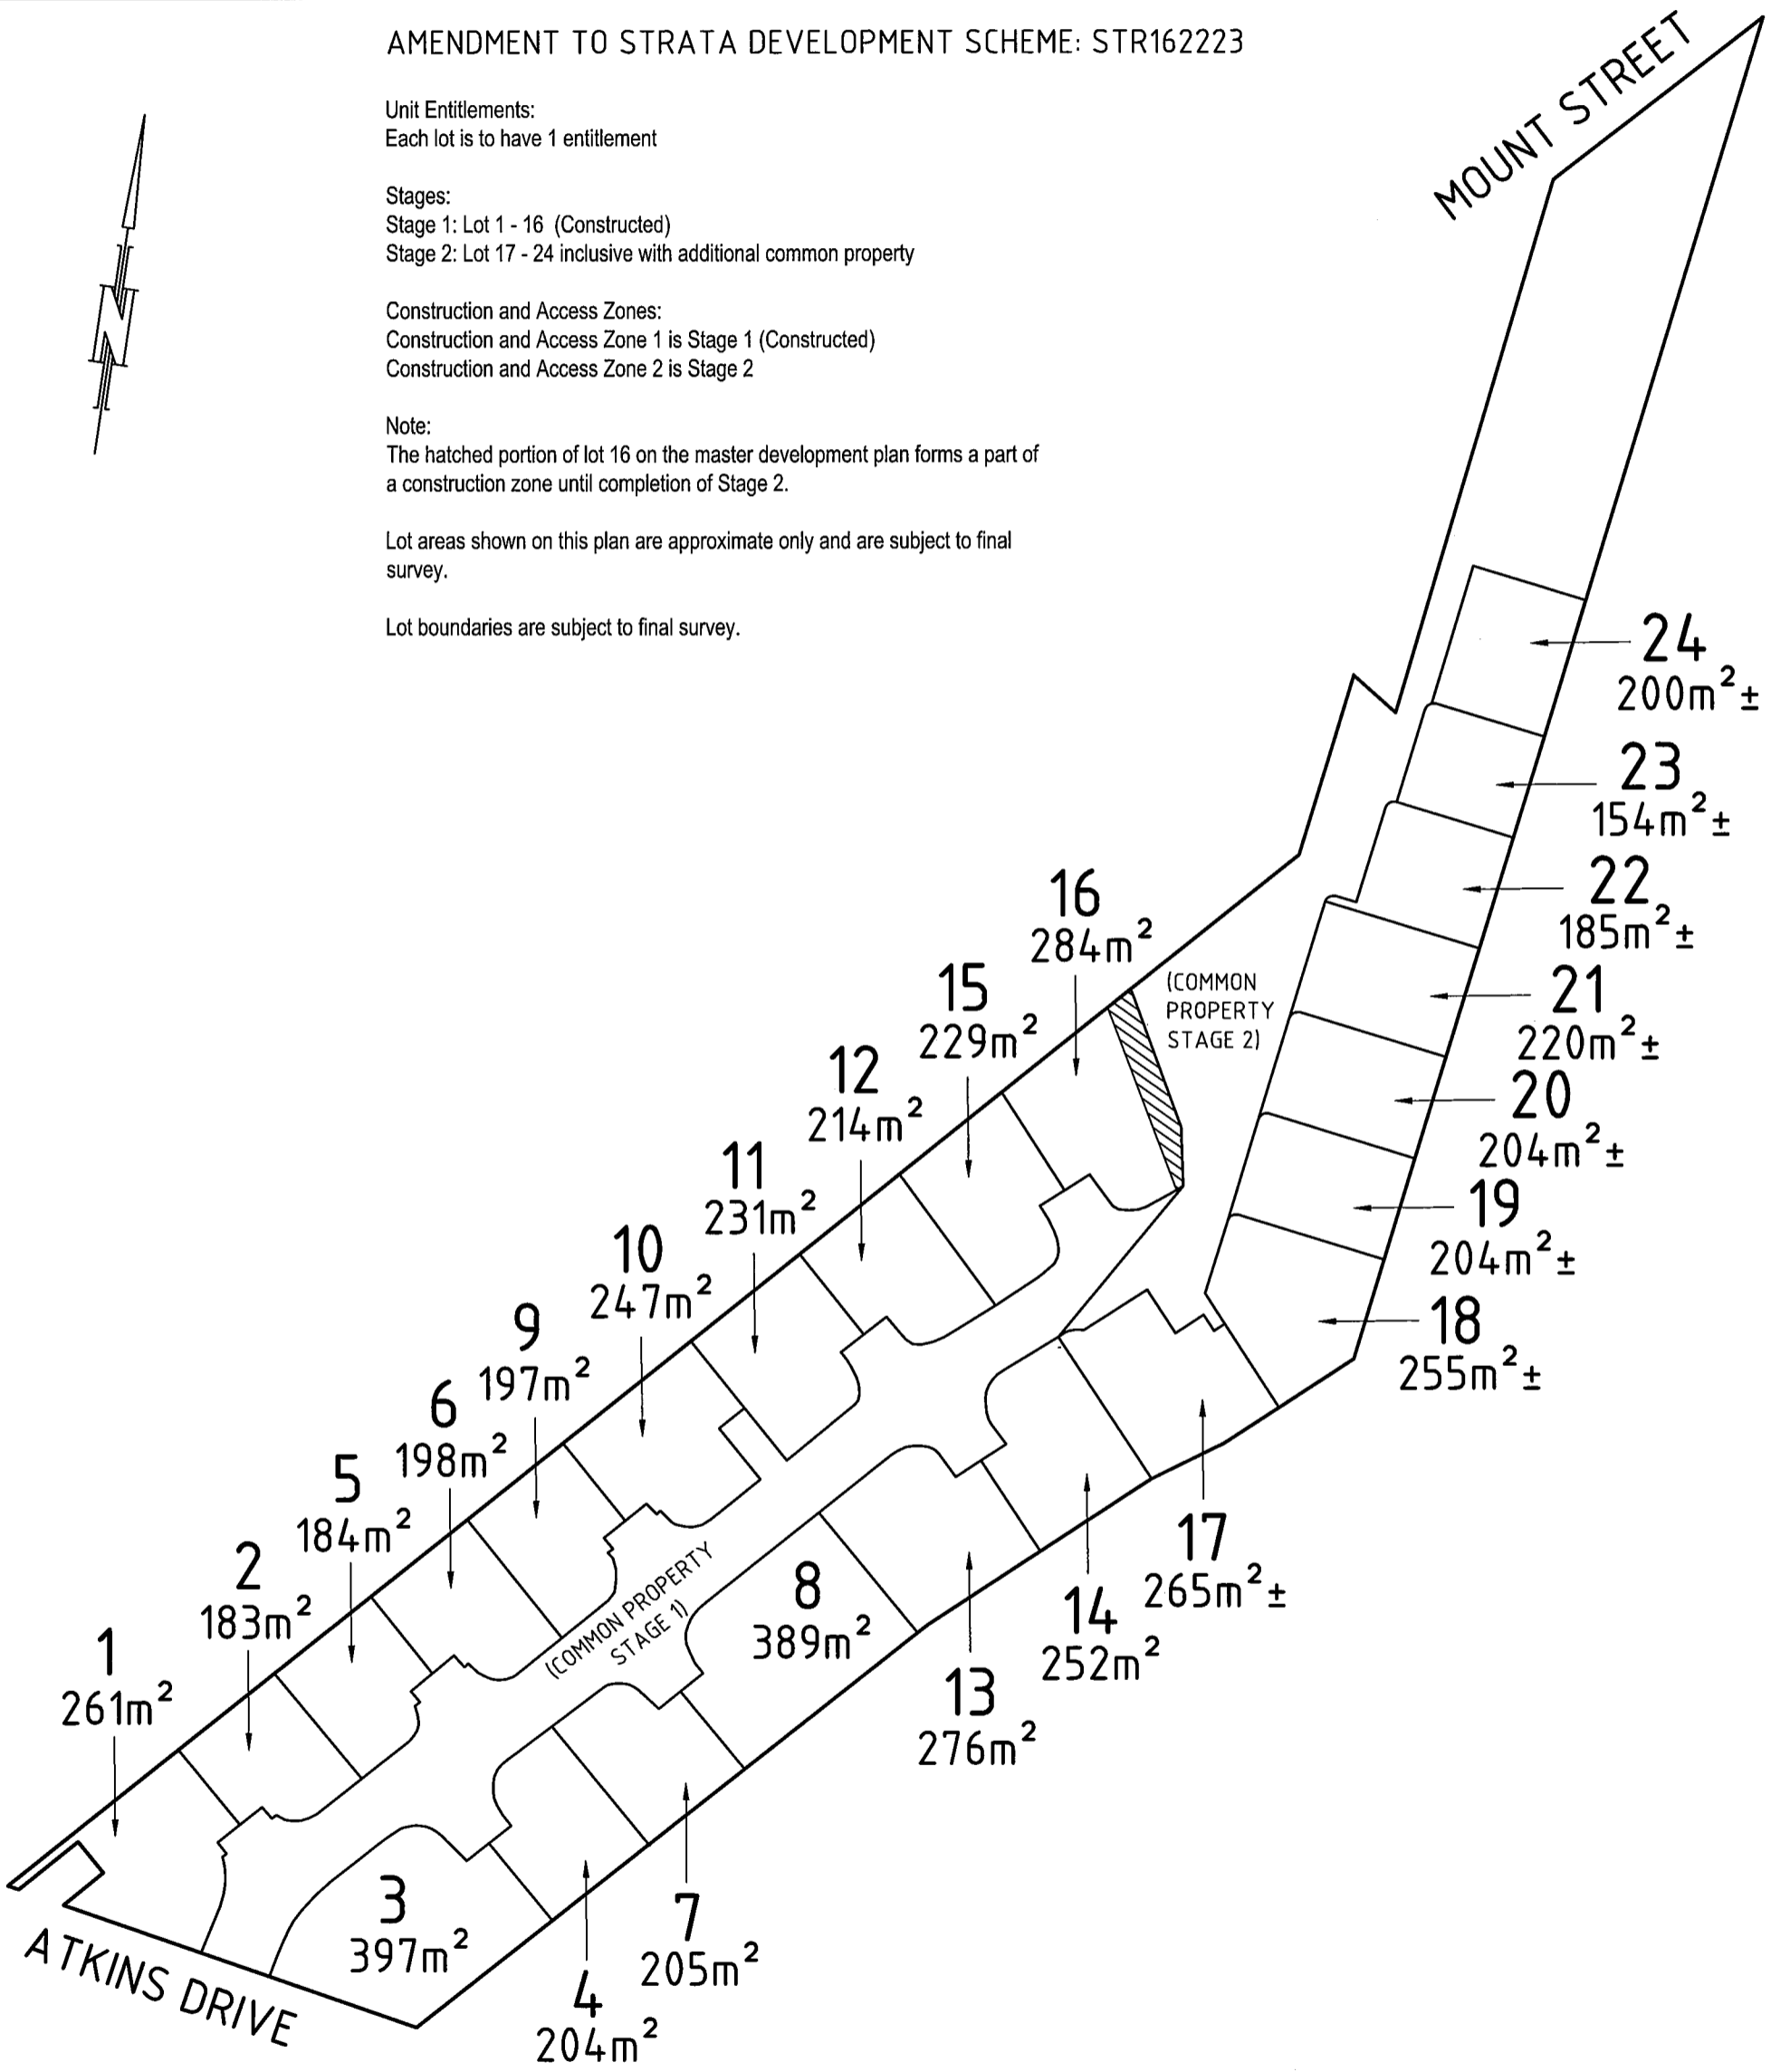 AMENDMENT TO STRATA DEVELOPMENT SCHEME: STR162223
Unit Entitlements:
Each lot is to have 1 entitlement
Stages:
Stage 1: Lot 1 - 16 (Constructed)
Stage 2: Lot 17 - 24 inclusive with additional common property
Construction and Access Zones:
Construction and Access Zone 1 is Stage 1 (Constructed)
Construction and Access Zone 2 is Stage 2
Note:
The hatched portion of lot 16 on the master development plan forms a part of
a construction zone until completion of Stage 2.
Lot areas shown on this plan are approximate only and are subject to final
survey.
Lot boundaries are subject to final survey.
N
MOUNT STREET
24
200m²±
23
154m²±
22
185m²±
21
220m²±
20
204m²±
19
204m²±
18
255m²±
16
284m²
(COMMON
PROPERTY
STAGE 2)
15
229m²
12
214m²
11
231m²
10
247m²
9
197m²
6
198m²
5
184m²
2
183m²
1
261m²
(COMMON PROPERTY
STAGE 1)
8
389m²
17
265m²±
14
252m²
13
276m²
7
205m²
4
204m²
3
397m²
ATKINS DRIVE